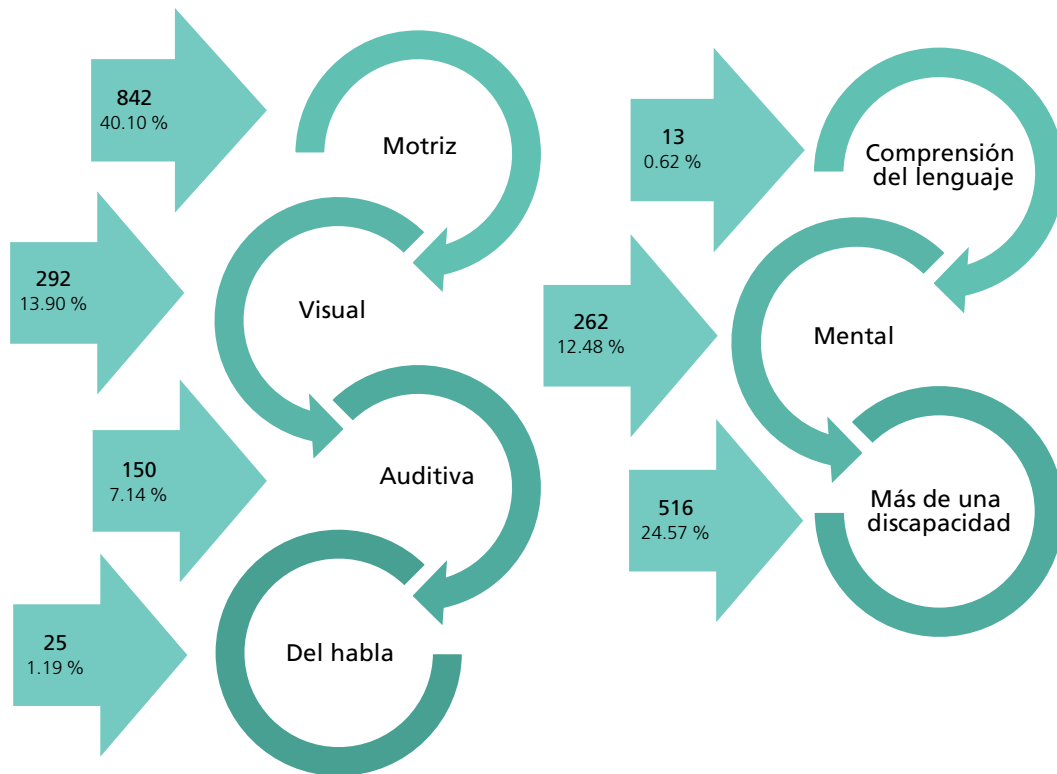 842
40.10 %
Motriz
292
13.90 %
Visual
150
7.14 %
Auditiva
25
1.19 %
Del habla
13
0.62 %
Comprensión
del lenguaje
262
12.48 %
Mental
516
24.57 %
Más de una
discapacidad